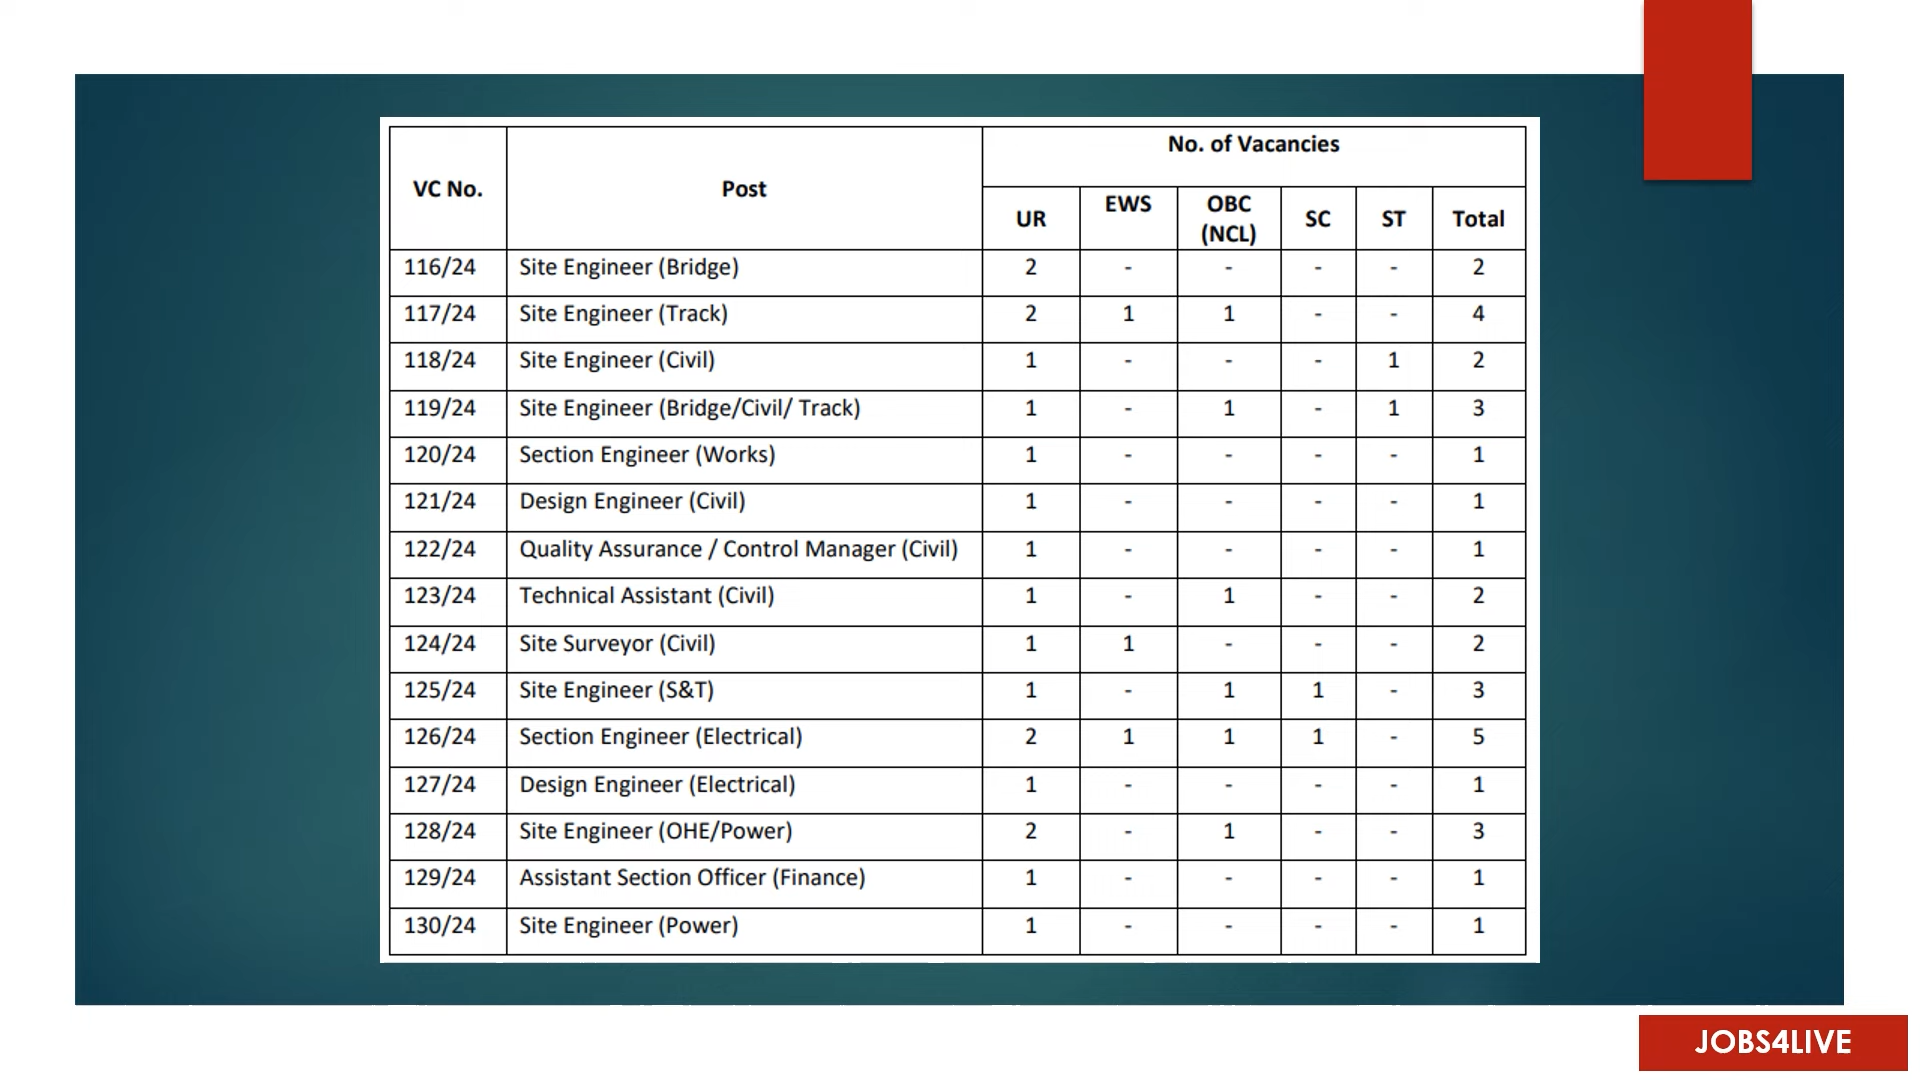 VC No. Post No. of Vacancies
UR EWS OBC (NCL) SC ST Total
116/24 Site Engineer (Bridge) 2 - - - - 2
117/24 Site Engineer (Track) 2 1 1 - - 4
118/24 Site Engineer (Civil) 1 - - - 1 2
119/24 Site Engineer (Bridge/Civil/ Track) 1 - 1 - 1 3
120/24 Section Engineer (Works) 1 - - - - 1
121/24 Design Engineer (Civil) 1 - - - - 1
122/24 Quality Assurance / Control Manager (Civil) 1 - - - - 1
123/24 Technical Assistant (Civil) 1 - 1 - - 2
124/24 Site Surveyor (Civil) 1 1 - - - 2
125/24 Site Engineer (S&T) 1 - 1 1 - 3
126/24 Section Engineer (Electrical) 2 1 1 1 - 5
127/24 Design Engineer (Electrical) 1 - - - - 1
128/24 Site Engineer (OHE/Power) 2 - 1 - - 3
129/24 Assistant Section Officer (Finance) 1 - - - - 1
130/24 Site Engineer (Power) 1 - - - - 1
JOBS4LIVE